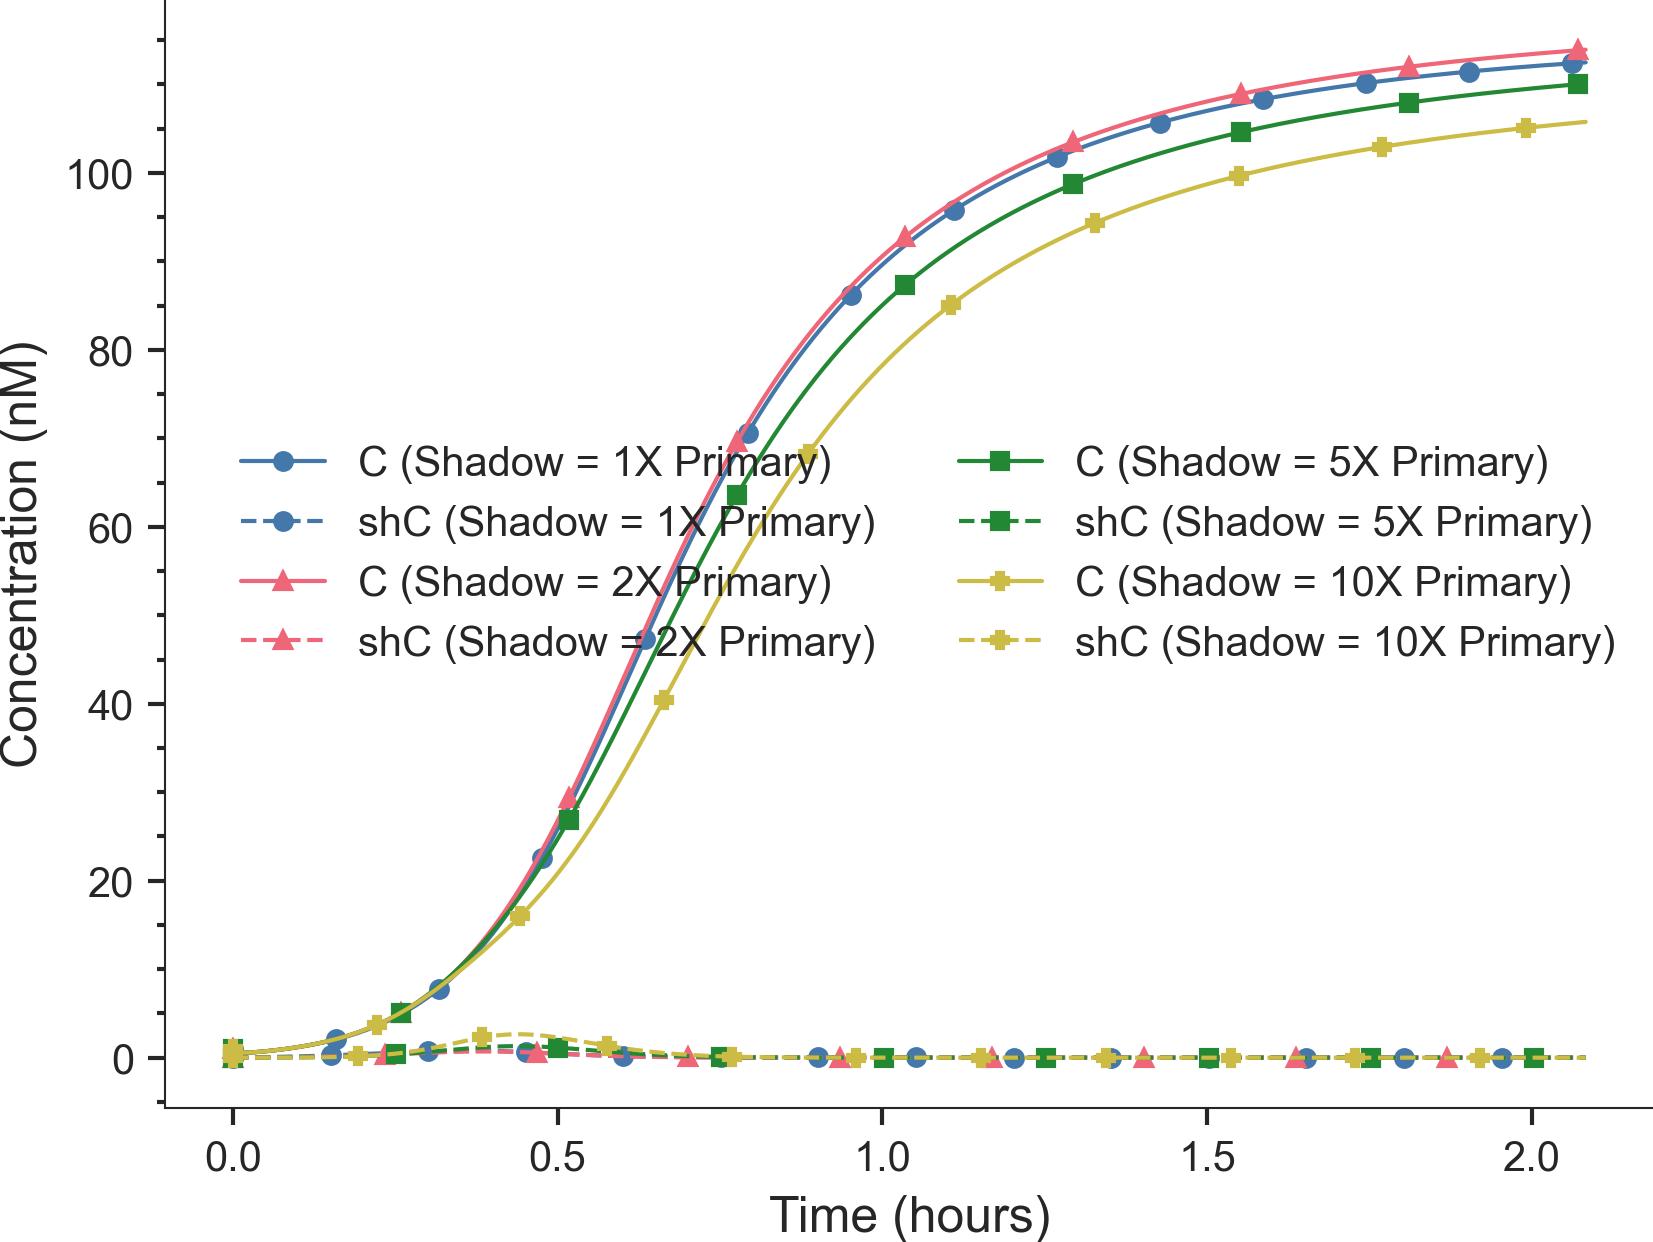 100
80
60
40
20
0
Concentration (nM)
C (Shadow = 1X Primary)
shC (Shadow = 1X Primary)
C (Shadow = 2X Primary)
shC (Shadow = 2X Primary)
C (Shadow = 5X Primary)
shC (Shadow = 5X Primary)
C (Shadow = 10X Primary)
shC (Shadow = 10X Primary)
0.0 0.5 1.0 1.5 2.0
Time (hours)